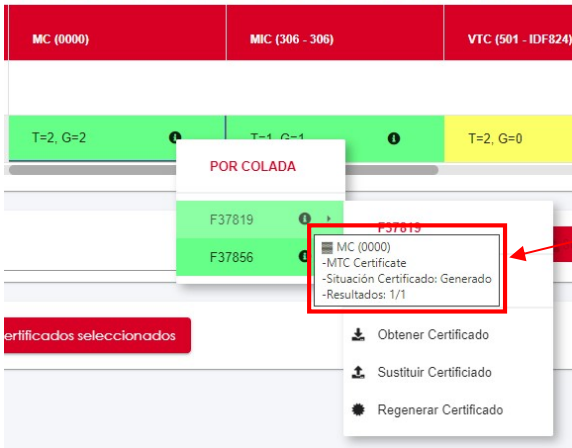 MC (0000) MIC (306 - 306) VTC (501 - IDF824)
T=2, G=2 T=1, G=1 T=2, G=0
POR COLADA
F37819
F37856
F37819
MC (0000)
-MTC Certificate
-Situación Certificado: Generado
-Resultados: 1/1
ertificados seleccionados
Obtener Certificado
Sustituir Certificiado
Regenerar Certificado